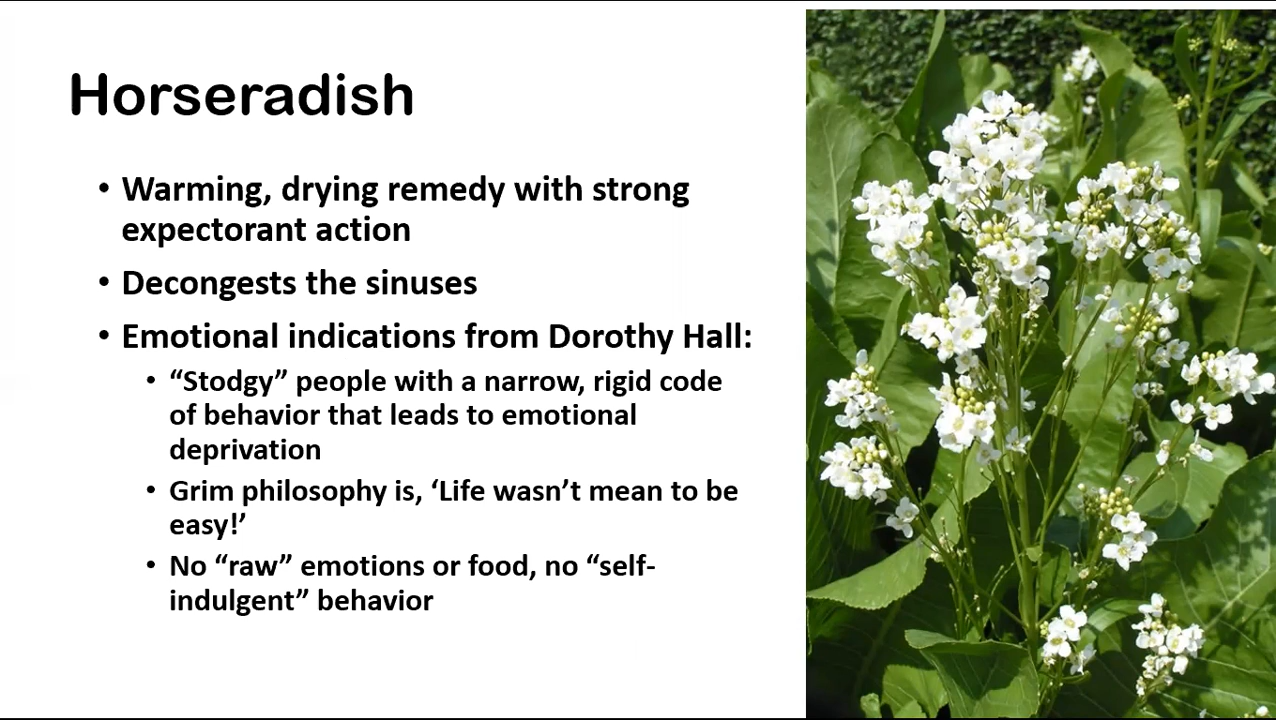 Horseradish
• Warming, drying remedy with strong
expectorant action
• Decongests the sinuses
• Emotional indications from Dorothy Hall:
• “Stodgy” people with a narrow, rigid code
of behavior that leads to emotional
deprivation
• Grim philosophy is, ‘Life wasn’t mean to be
easy!’
• No “raw” emotions or food, no “self-
indulgent” behavior